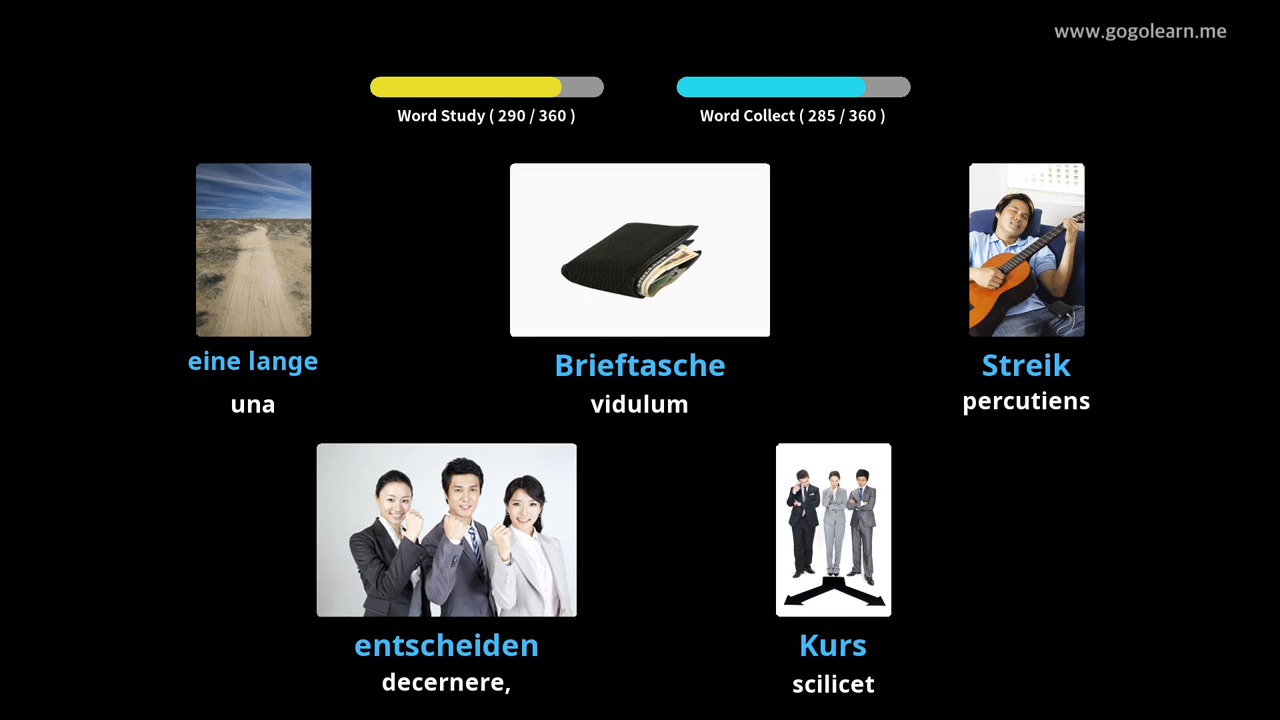 www.gogolearn.me
Word Study ( 290 / 360 )
Word Collect ( 285 / 360 )
eine lange
una
Brieftasche
vidulum
Streik
percutiens
entscheiden
decernere,
Kurs
scilicet